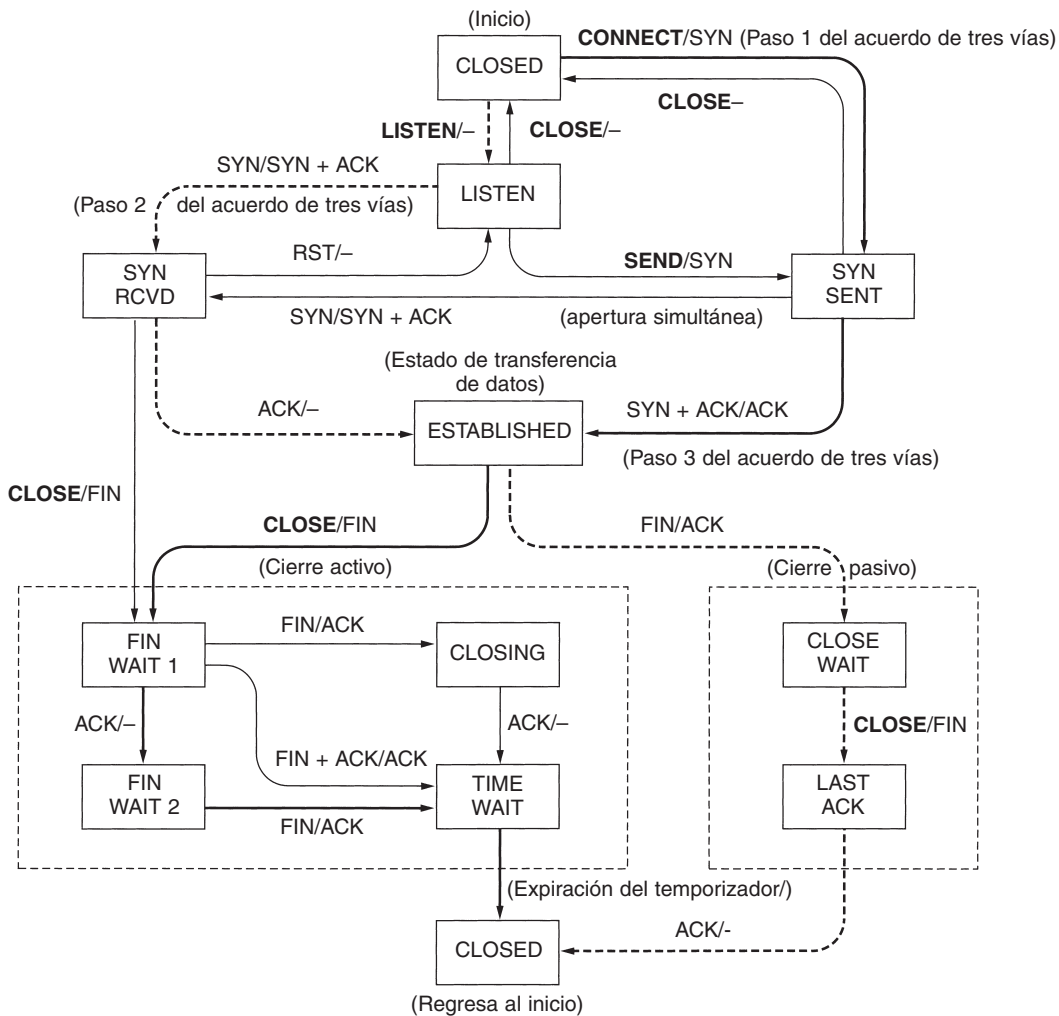 (Inicio)
CONNECT/SYN (Paso 1 del acuerdo de tres vías)
CLOSED
CLOSE–
LISTEN/–
CLOSE/–
SYN/SYN + ACK
LISTEN
(Paso 2 del acuerdo de tres vías)
RST/–
SEND/SYN
SYN
RCVD
SYN
SENT
SYN/SYN + ACK
(apertura simultánea)
(Estado de transferencia
de datos)
ACK/–
ESTABLISHED
SYN + ACK/ACK
(Paso 3 del acuerdo de tres vías)
CLOSE/FIN
CLOSE/FIN
FIN/ACK
(Cierre activo)
(Cierre pasivo)
FIN
WAIT 1
FIN/ACK
CLOSING
CLOSE
WAIT
ACK/–
ACK/–
CLOSE/FIN
FIN + ACK/ACK
FIN
WAIT 2
TIME
WAIT
LAST
ACK
FIN/ACK
(Expiración del temporizador/)
ACK/-
CLOSED
(Regresa al inicio)